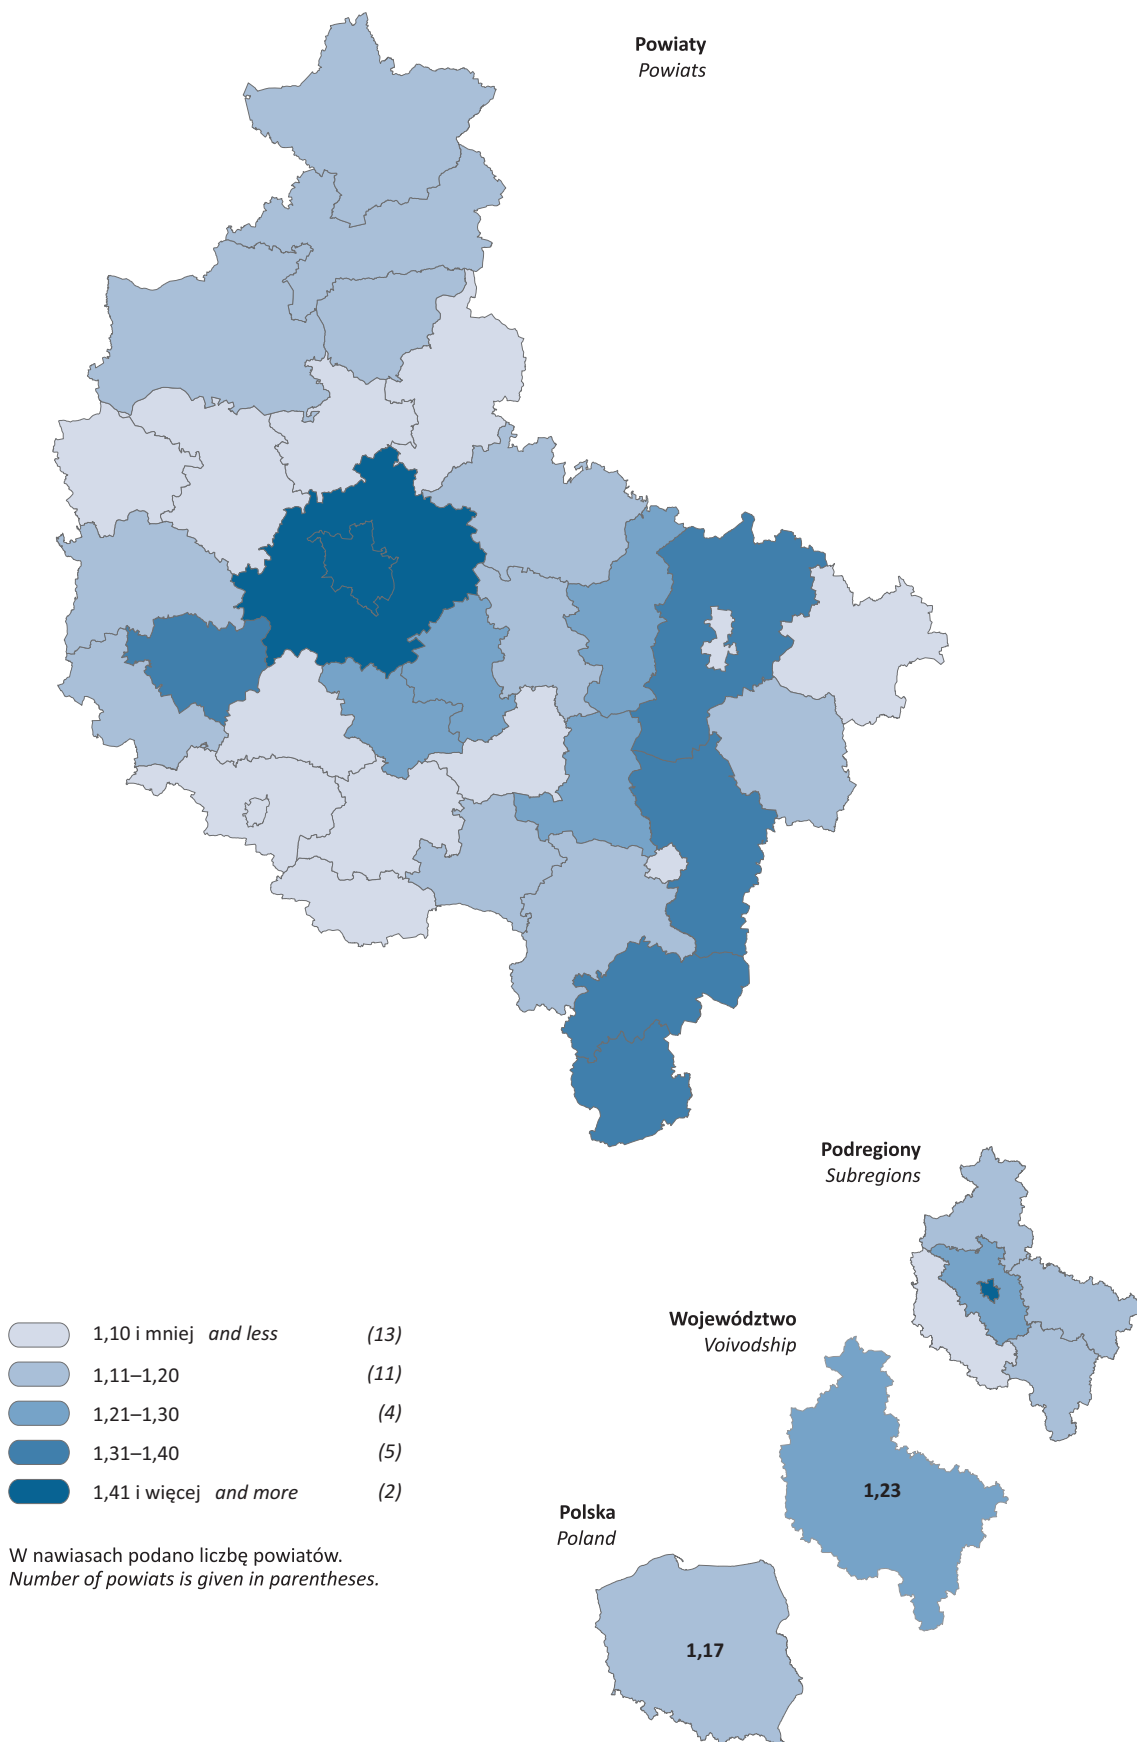 Powiaty
Powiats
Podregiony
Subregions
Województwo
Voivodship
1,10 i mniej and less (13)
1,11–1,20 (11)
1,21–1,30 (4)
1,31–1,40 (5)
1,41 i więcej and more (2)
1,23
Polska
Poland
W nawiasach podano liczbę powiatów.
Number of powiats is given in parentheses.
1,17